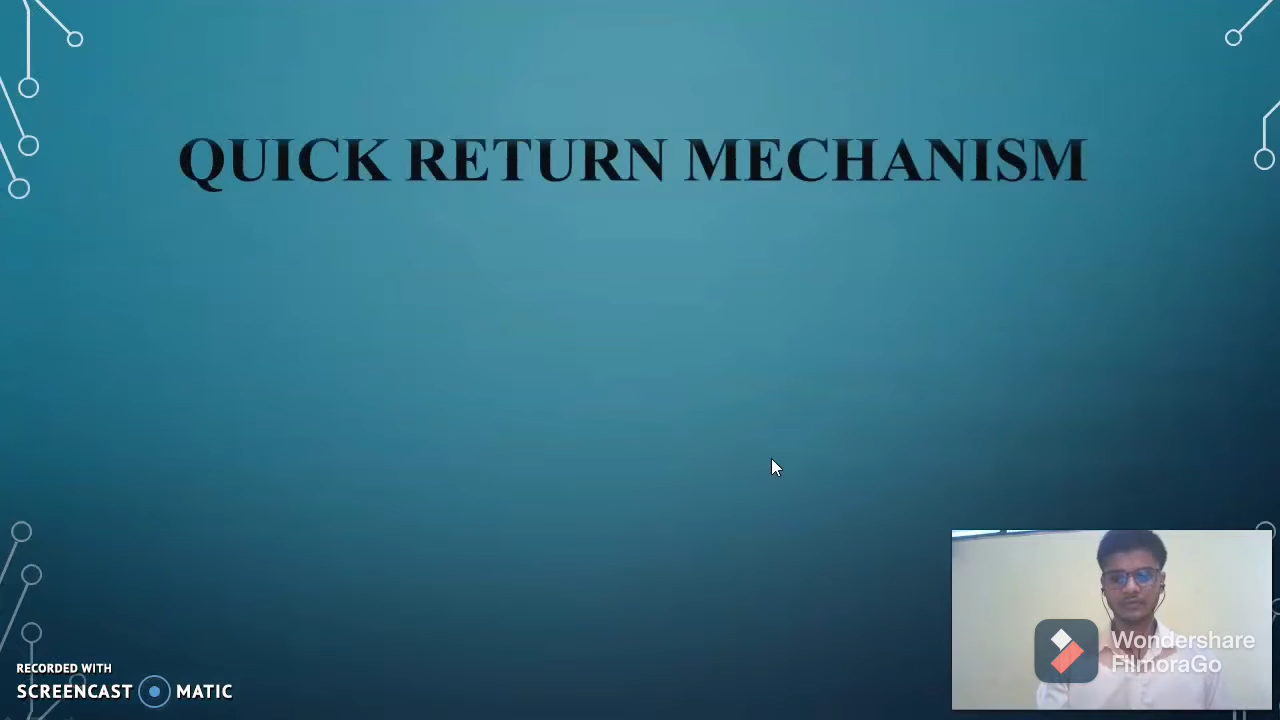 QUICK RETURN MECHANISM
RECORDED WITH
SCREENCAST MATIC
Wondershare
FilmoraGo